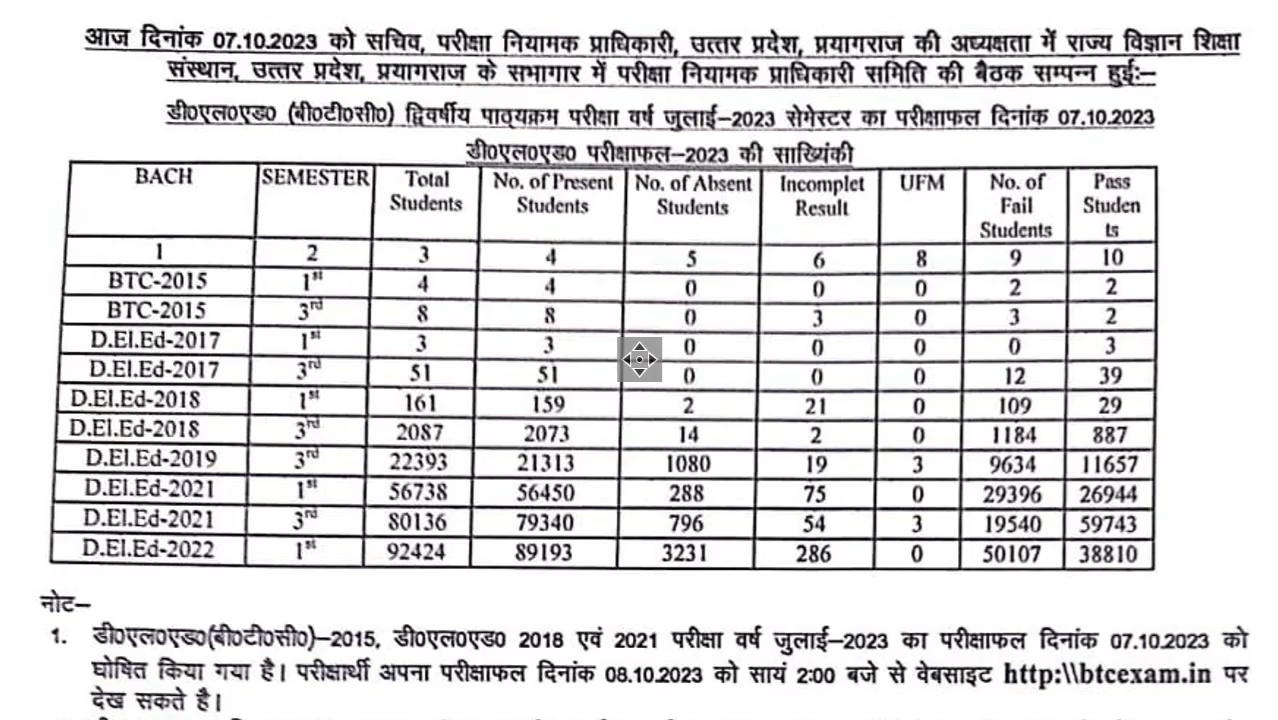 आज दिनांक 07.10.2023 को सचिव, परीक्षा नियामक प्राधिकारी, उत्तर प्रदेश, प्रयागराज की अध्यक्षता में राज्य विज्ञान शिक्षा
संस्थान, उत्तर प्रदेश, प्रयागराज के सभागार में परीक्षा नियामक प्राधिकारी समिति की बैठक सम्पन्न हुईः–
डी0एल0एड0 (बी0टी0सी0) द्विवर्षीय पाठ्यक्रम परीक्षा वर्ष जुलाई–2023 सेमेस्टर का परीक्षाफल दिनांक 07.10.2023
डी0एल0एड0 परीक्षाफल–2023 की साख्यिंकी
BACH SEMESTER Total Students No. of Present Students No. of Absent Students Incomplet Result UFM No. of Fail Students Pass Studen ts
1 2 3 4 5 6 8 9 10
BTC-2015 1st 4 4 0 0 0 2 2
BTC-2015 3rd 8 8 0 3 0 3 2
D.El.Ed-2017 1st 3 3 0 0 0 0 3
D.El.Ed-2017 3rd 51 51 0 0 0 12 39
D.El.Ed-2018 1st 161 159 2 21 0 109 29
D.El.Ed-2018 3rd 2087 2073 14 2 0 1184 887
D.El.Ed-2019 3rd 22393 21313 1080 19 3 9634 11657
D.El.Ed-2021 1st 56738 56450 288 75 0 29396 26944
D.El.Ed-2021 3rd 80136 79340 796 54 3 19540 59743
D.El.Ed-2022 1st 92424 89193 3231 286 0 50107 38810
नोट–
1. डी0एल0एड0(बी0टी0सी0)–2015, डी0एल0एड0 2018 एवं 2021 परीक्षा वर्ष जुलाई–2023 का परीक्षाफल दिनांक 07.10.2023 को
घोषित किया गया है। परीक्षार्थी अपना परीक्षाफल दिनांक 08.10.2023 को सायं 2:00 बजे से वेबसाइट http:\\btcexam.in पर
देख सकते है।